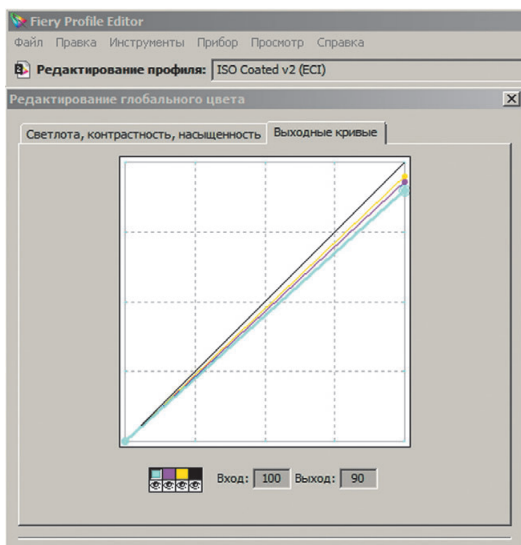 Fiery Profile Editor
Файл Правка Инструменты Прибор Просмотр Справка
Редактирование профиля: ISO Coated v2 (ECI)
Редактирование глобального цвета
Светлота, контрастность, насыщенность Выходные кривые
Вход: 100 Выход: 90